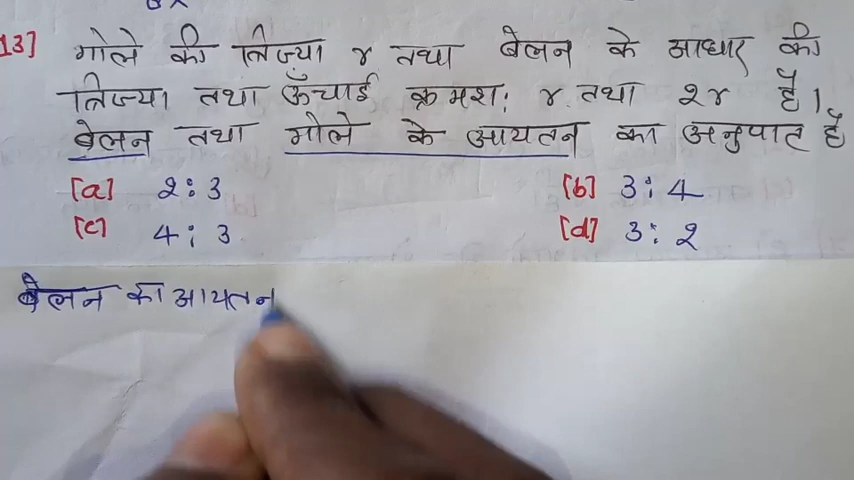 13] गोले की त्रिज्या r तथा बेलन के आधार की
त्रिज्या तथा ऊँचाई क्रमश: r तथा 2r है।
बेलन तथा गोले के आयतन का अनुपात है
[a] 2:3 [b] 3:4
[c] 4:3 [d] 3:2
बेलन का आयतन